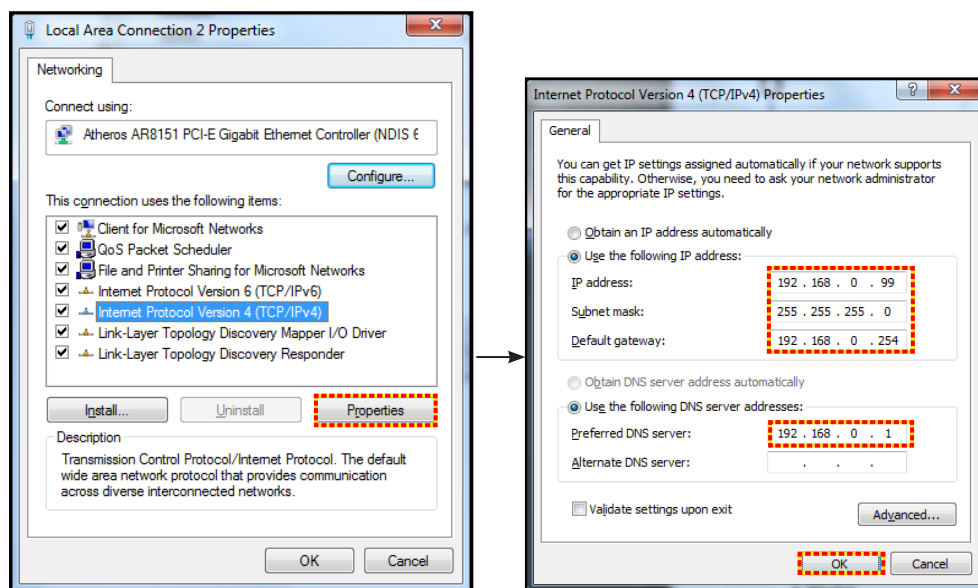 Local Area Connection 2 Properties
Networking
Connect using:
Atheros AR8151 PCI-E Gigabit Ethernet Controller (NDIS 6
Configure...
This connection uses the following items:
Client for Microsoft Networks
QoS Packet Scheduler
File and Printer Sharing for Microsoft Networks
Internet Protocol Version 6 (TCP/IPv6)
Internet Protocol Version 4 (TCP/IPv4)
Link-Layer Topology Discovery Mapper I/O Driver
Link-Layer Topology Discovery Responder
Install...
Uninstall
Properties
Description
Transmission Control Protocol/Internet Protocol. The default
wide area network protocol that provides communication
across diverse interconnected networks.
OK
Cancel
Internet Protocol Version 4 (TCP/IPv4) Properties
General
You can get IP settings assigned automatically if your network supports
this capability. Otherwise, you need to ask your network administrator
for the appropriate IP settings.
Obtain an IP address automatically
Use the following IP address:
IP address: 192 . 168 . 0 . 99
Subnet mask: 255 . 255 . 255 . 0
Default gateway: 192 . 168 . 0 . 254
Obtain DNS server address automatically
Use the following DNS server addresses:
Preferred DNS server: 192 . 168 . 0 . 1
Alternate DNS server: . . .
Validate settings upon exit
Advanced...
OK
Cancel